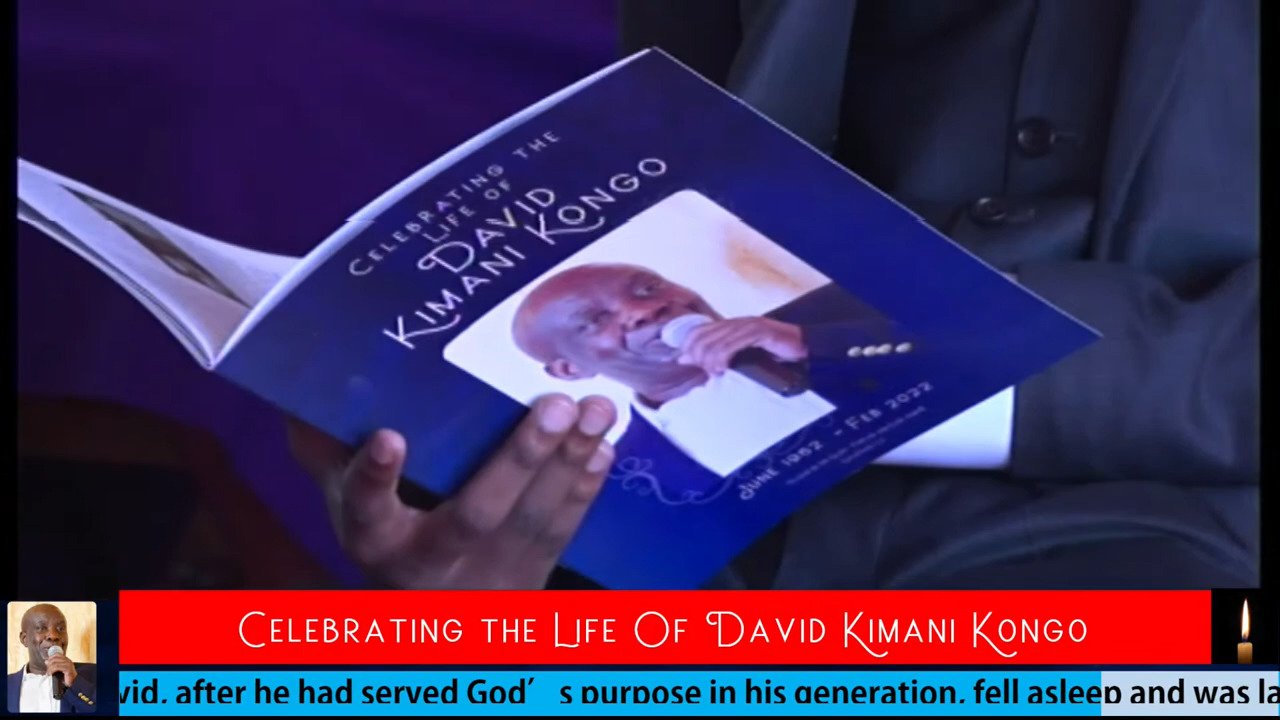 CELEBRATING THE
LIFE OF
DAVID
KIMANI KONGO
JUNE 1962 - FEB 2022
CELEBRATING THE LIFE OF DAVID KIMANI KONGO
vid, after he had served God's purpose in his generation, fell asleep and was la